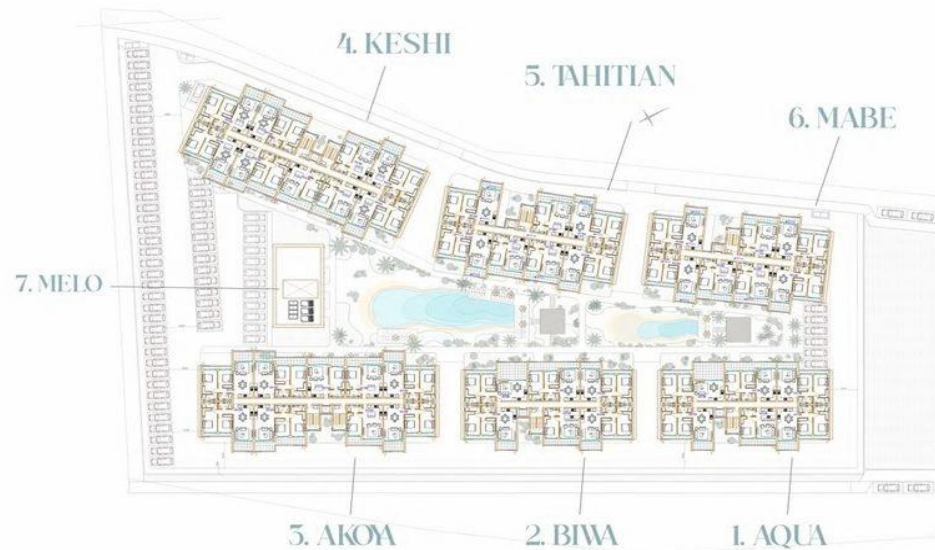 4. KESHI
5. TAHITIAN
6. MABE
7. MELO
3. AKOYA
2. BIWA
1. AQUA